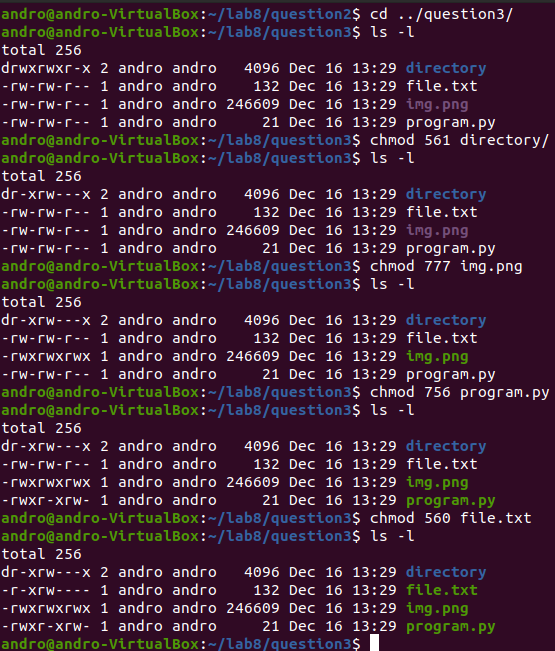 andro@andro-VirtualBox:~/lab8/question2$ cd ../question3/
andro@andro-VirtualBox:~/lab8/question3$ ls -l
total 256
drwxrwxr-x 2 andro andro   4096 Dec 16 13:29 directory
-rw-rw-r-- 1 andro andro    132 Dec 16 13:29 file.txt
-rw-rw-r-- 1 andro andro 246609 Dec 16 13:29 img.png
-rw-rw-r-- 1 andro andro     21 Dec 16 13:29 program.py
andro@andro-VirtualBox:~/lab8/question3$ chmod 561 directory/
andro@andro-VirtualBox:~/lab8/question3$ ls -l
total 256
dr-xrw---x 2 andro andro   4096 Dec 16 13:29 directory
-rw-rw-r-- 1 andro andro    132 Dec 16 13:29 file.txt
-rw-rw-r-- 1 andro andro 246609 Dec 16 13:29 img.png
-rw-rw-r-- 1 andro andro     21 Dec 16 13:29 program.py
andro@andro-VirtualBox:~/lab8/question3$ chmod 777 img.png
andro@andro-VirtualBox:~/lab8/question3$ ls -l
total 256
dr-xrw---x 2 andro andro   4096 Dec 16 13:29 directory
-rw-rw-r-- 1 andro andro    132 Dec 16 13:29 file.txt
-rwxrwxrwx 1 andro andro 246609 Dec 16 13:29 img.png
-rw-rw-r-- 1 andro andro     21 Dec 16 13:29 program.py
andro@andro-VirtualBox:~/lab8/question3$ chmod 756 program.py
andro@andro-VirtualBox:~/lab8/question3$ ls -l
total 256
dr-xrw---x 2 andro andro   4096 Dec 16 13:29 directory
-rw-rw-r-- 1 andro andro    132 Dec 16 13:29 file.txt
-rwxrwxrwx 1 andro andro 246609 Dec 16 13:29 img.png
-rwxr-xrw- 1 andro andro     21 Dec 16 13:29 program.py
andro@andro-VirtualBox:~/lab8/question3$ chmod 560 file.txt
andro@andro-VirtualBox:~/lab8/question3$ ls -l
total 256
dr-xrw---x 2 andro andro   4096 Dec 16 13:29 directory
-r-xrw---- 1 andro andro    132 Dec 16 13:29 file.txt
-rwxrwxrwx 1 andro andro 246609 Dec 16 13:29 img.png
-rwxr-xrw- 1 andro andro     21 Dec 16 13:29 program.py
andro@andro-VirtualBox:~/lab8/question3$